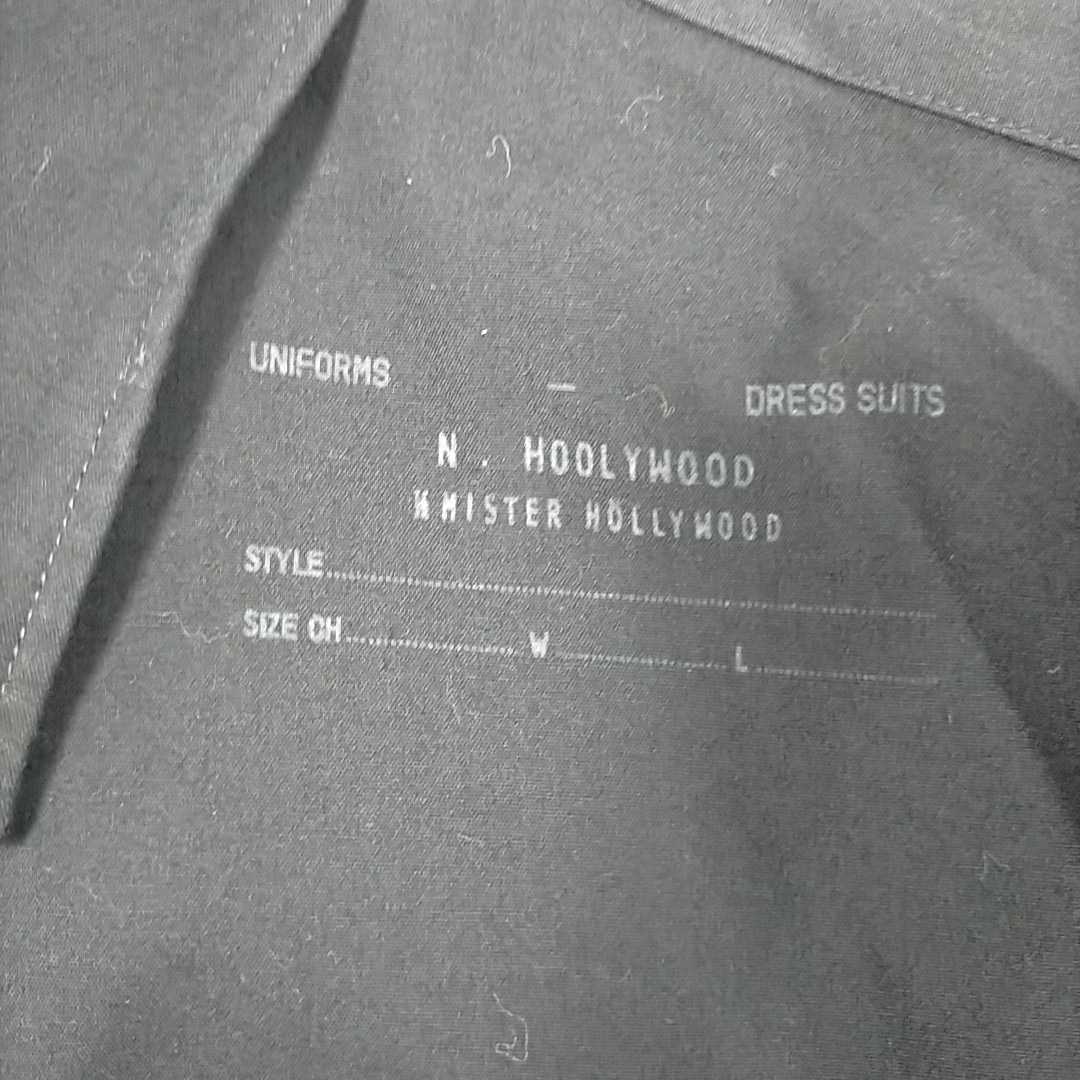 UNIFORMS — DRESS SUITS
N. HOOLYWOOD
※MISTER HOLLYWOOD
STYLE..............................
SIZE CH...............W...............L...............